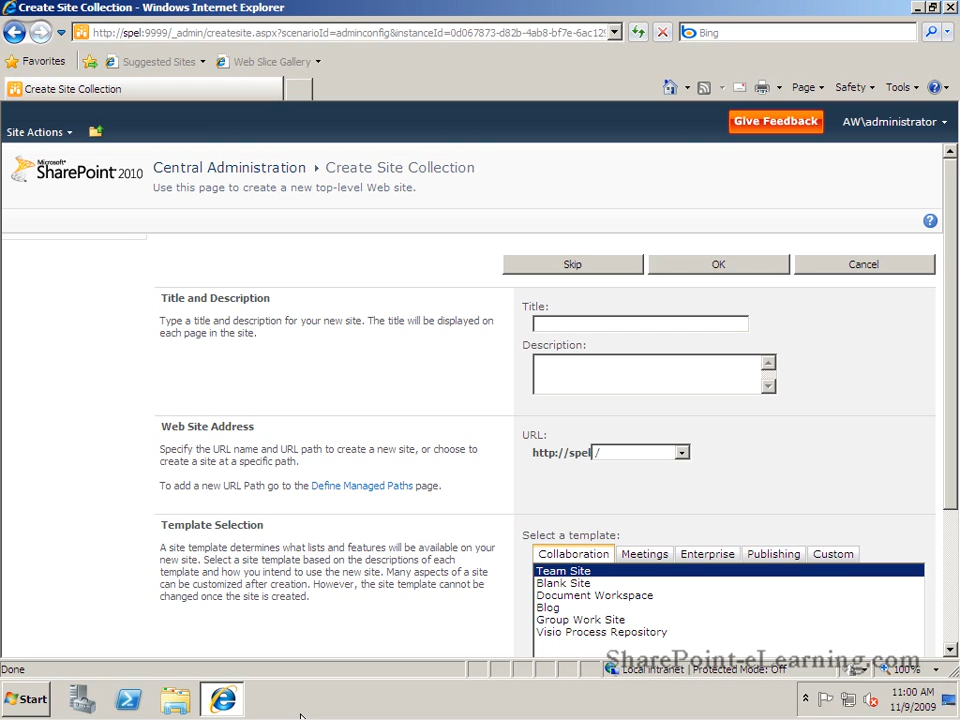 Create Site Collection - Windows Internet Explorer
http://spel:9999/_admin/createsite.aspx?scenarioId=adminconfig&instanceId=0d067873-d82b-4ab8-bf7e-6ac129
Bing
Favorites
Suggested Sites
Web Slice Gallery
Create Site Collection
Page
Safety
Tools
Site Actions
Give Feedback
AW\administrator
Microsoft
SharePoint 2010
Central Administration
Create Site Collection
Use this page to create a new top-level Web site.
Skip
OK
Cancel
Title and Description
Type a title and description for your new site. The title will be displayed on
each page in the site.
Title:
Description:
Web Site Address
Specify the URL name and URL path to create a new site, or choose to
create a site at a specific path.
To add a new URL Path go to the Define Managed Paths page.
URL:
http://spel /
Template Selection
A site template determines what lists and features will be available on your
new site. Select a site template based on the descriptions of each
template and how you intend to use the new site. Many aspects of a site
can be customized after creation. However, the site template cannot be
changed once the site is created.
Select a template:
Collaboration
Meetings
Enterprise
Publishing
Custom
Team Site
Blank Site
Document Workspace
Blog
Group Work Site
Visio Process Repository
SharePoint-eLearning.com
Done
Local intranet | Protected Mode: Off
100%
Start
11:00 AM
11/9/2009